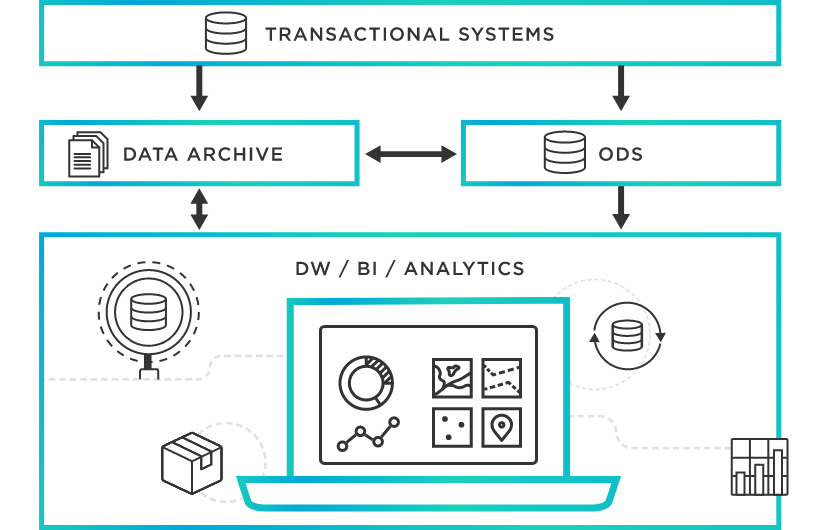 TRANSACTIONAL SYSTEMS
DATA ARCHIVE
ODS
DW / BI / ANALYTICS